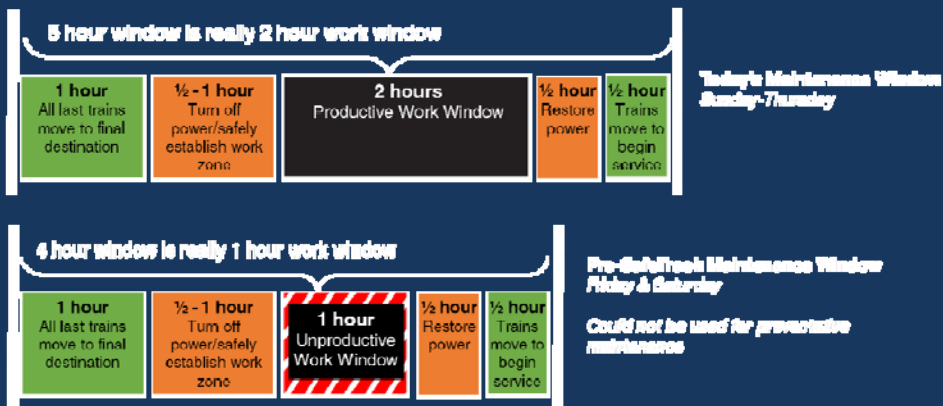 5 hour window is really 2 hour work window
1 hour
All last trains
move to final
destination
½ - 1 hour
Turn off
power/safely
establish work
zone
2 hours
Productive Work Window
½ hour
Restore
power
½ hour
Trains
move to
begin
service
Today's Maintenance Window
Sunday-Thursday
4 hour window is really 1 hour work window
1 hour
All last trains
move to final
destination
½ - 1 hour
Turn off
power/safely
establish work
zone
1 hour
Unproductive
Work Window
½ hour
Restore
power
½ hour
Trains
move to
begin
service
Pre-SafeTrack Maintenance Window
Friday & Saturday
Could not be used for preventative
maintenance